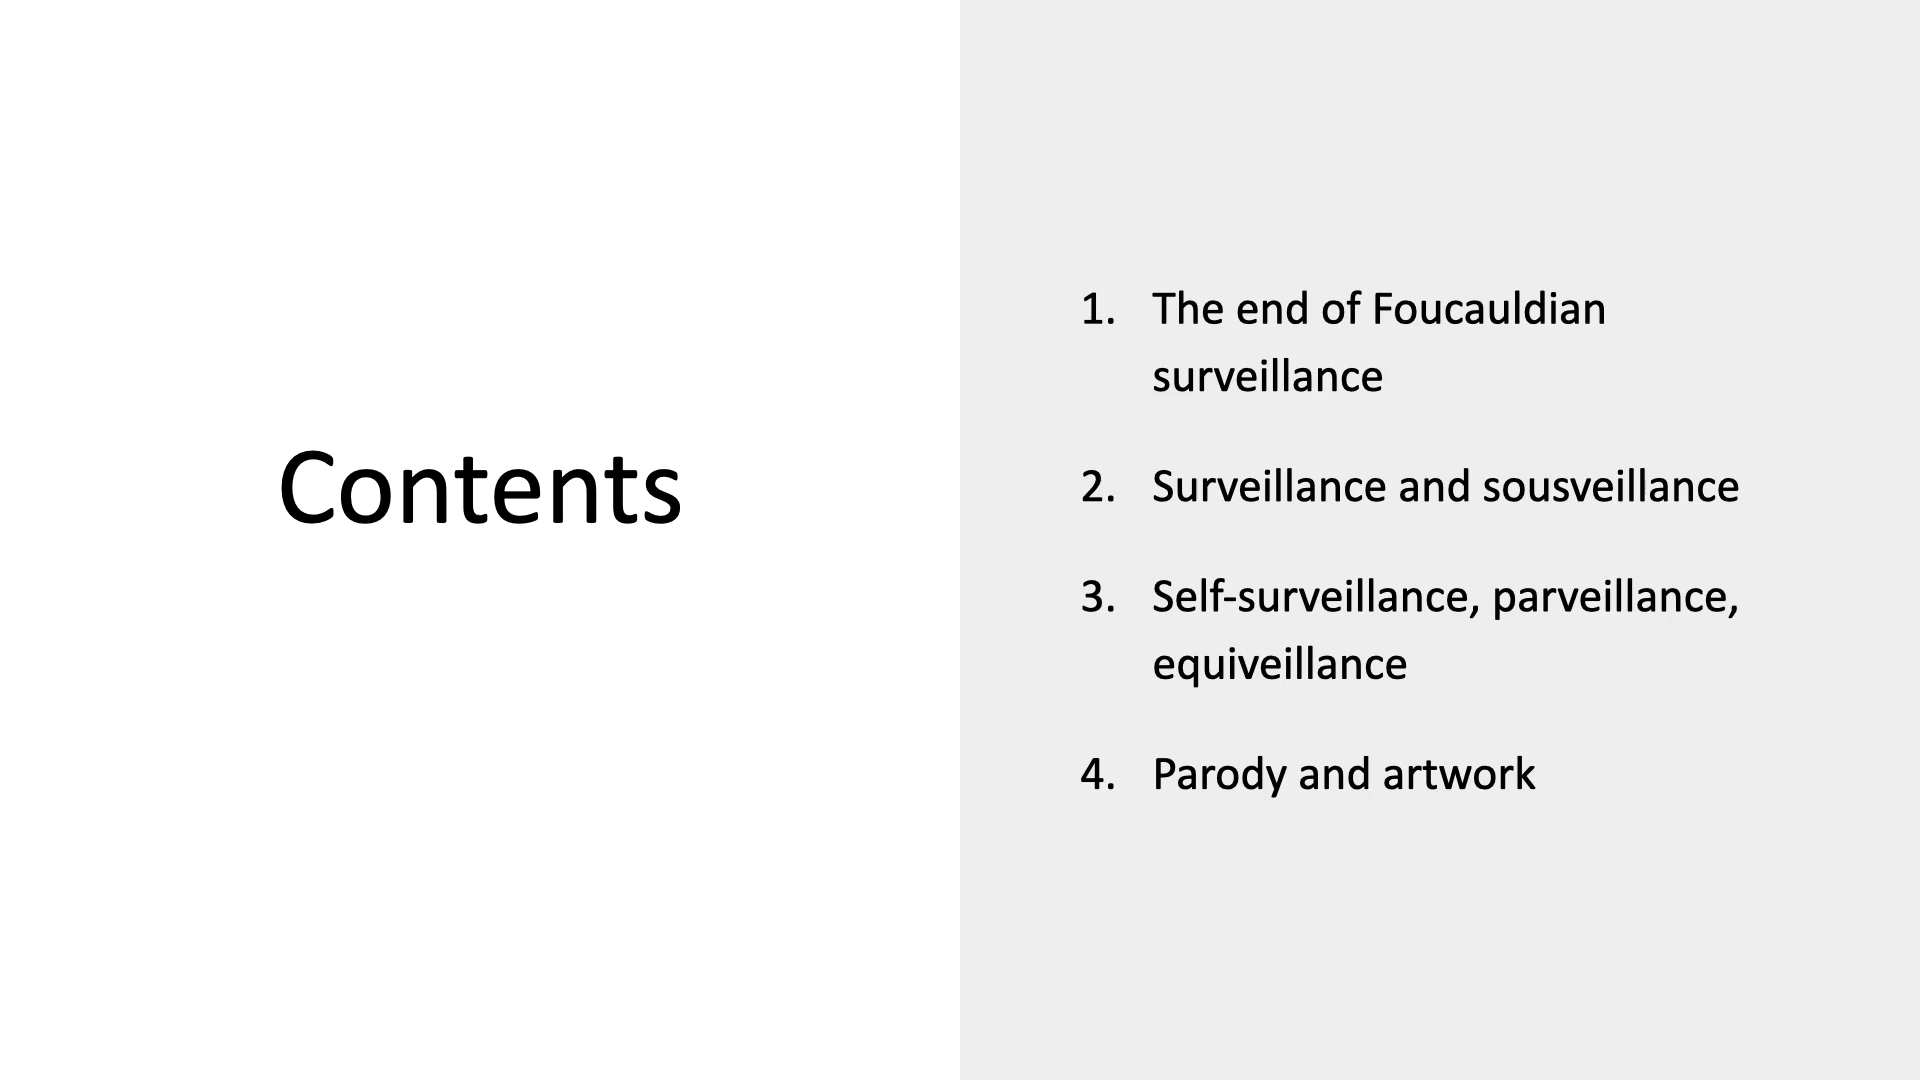 Contents
1. The end of Foucauldian
surveillance
2. Surveillance and sousveillance
3. Self-surveillance, parveillance,
equiveillance
4. Parody and artwork